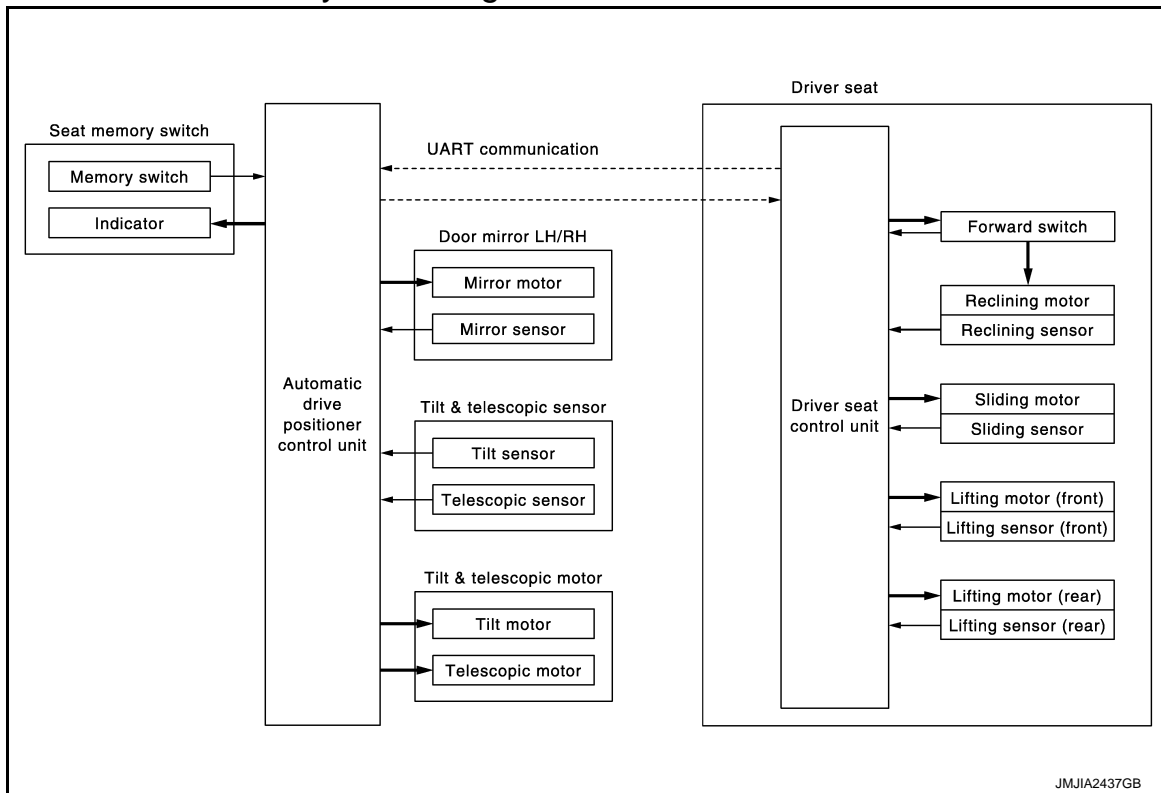 Driver seat
Seat memory switch
Memory switch
Indicator
UART communication
Door mirror LH/RH
Mirror motor
Mirror sensor
Automatic
drive
positioner
control unit
Tilt & telescopic sensor
Tilt sensor
Telescopic sensor
Tilt & telescopic motor
Tilt motor
Telescopic motor
Driver seat
control unit
Forward switch
Reclining motor
Reclining sensor
Sliding motor
Sliding sensor
Lifting motor (front)
Lifting sensor (front)
Lifting motor (rear)
Lifting sensor (rear)
JMJIA2437GB